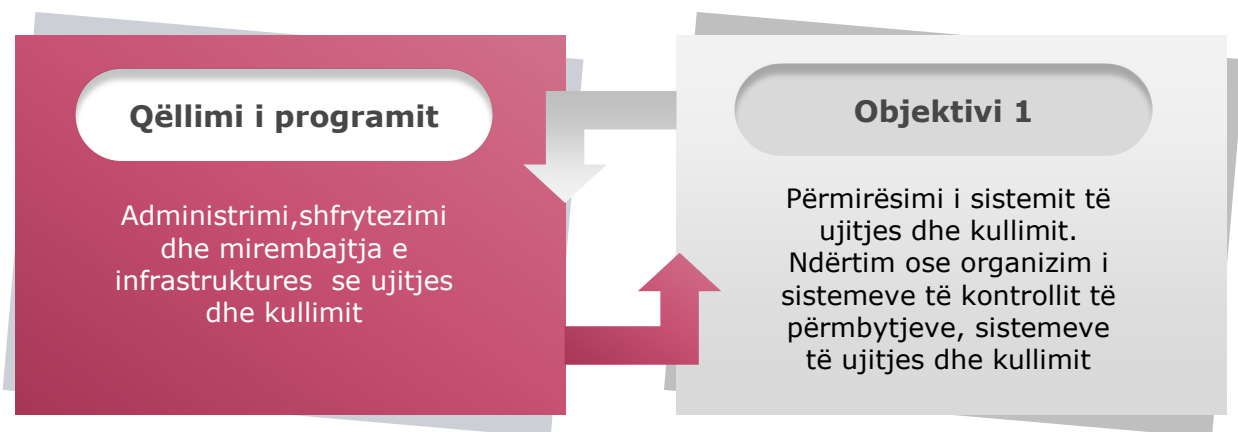 Qëllimi i programit
Administrimi,shfrytezimi
dhe mirembajtja e
infrastruktures se ujitjes
dhe kullimit
Objektivi 1
Përmirësimi i sistemit të
ujitjes dhe kullimit.
Ndërtim ose organizim i
sistemeve të kontrollit të
përmbytjeve, sistemeve
të ujitjes dhe kullimit